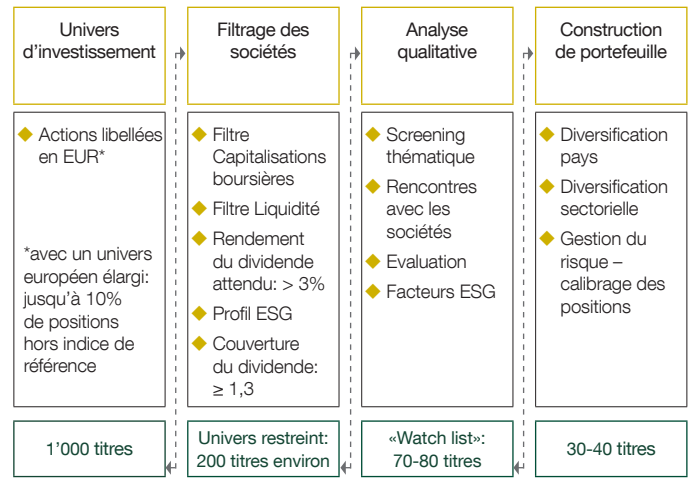 Univers
d'investissement
◆ Actions libellées
en EUR*
*avec un univers
européen élargi:
jusqu'à 10%
de positions
hors indice de
référence
1'000 titres
Filtrage des
sociétés
◆ Filtre
Capitalisations
boursières
◆ Filtre Liquidité
◆ Rendement
du dividende
attendu: > 3%
◆ Profil ESG
◆ Couverture
du dividende:
≥ 1,3
Univers restreint:
200 titres environ
Analyse
qualitative
◆ Screening
thématique
◆ Rencontres
avec les
sociétés
◆ Evaluation
◆ Facteurs ESG
«Watch list»:
70-80 titres
Construction
de portefeuille
◆ Diversification
pays
◆ Diversification
sectorielle
◆ Gestion du
risque –
calibrage des
positions
30-40 titres